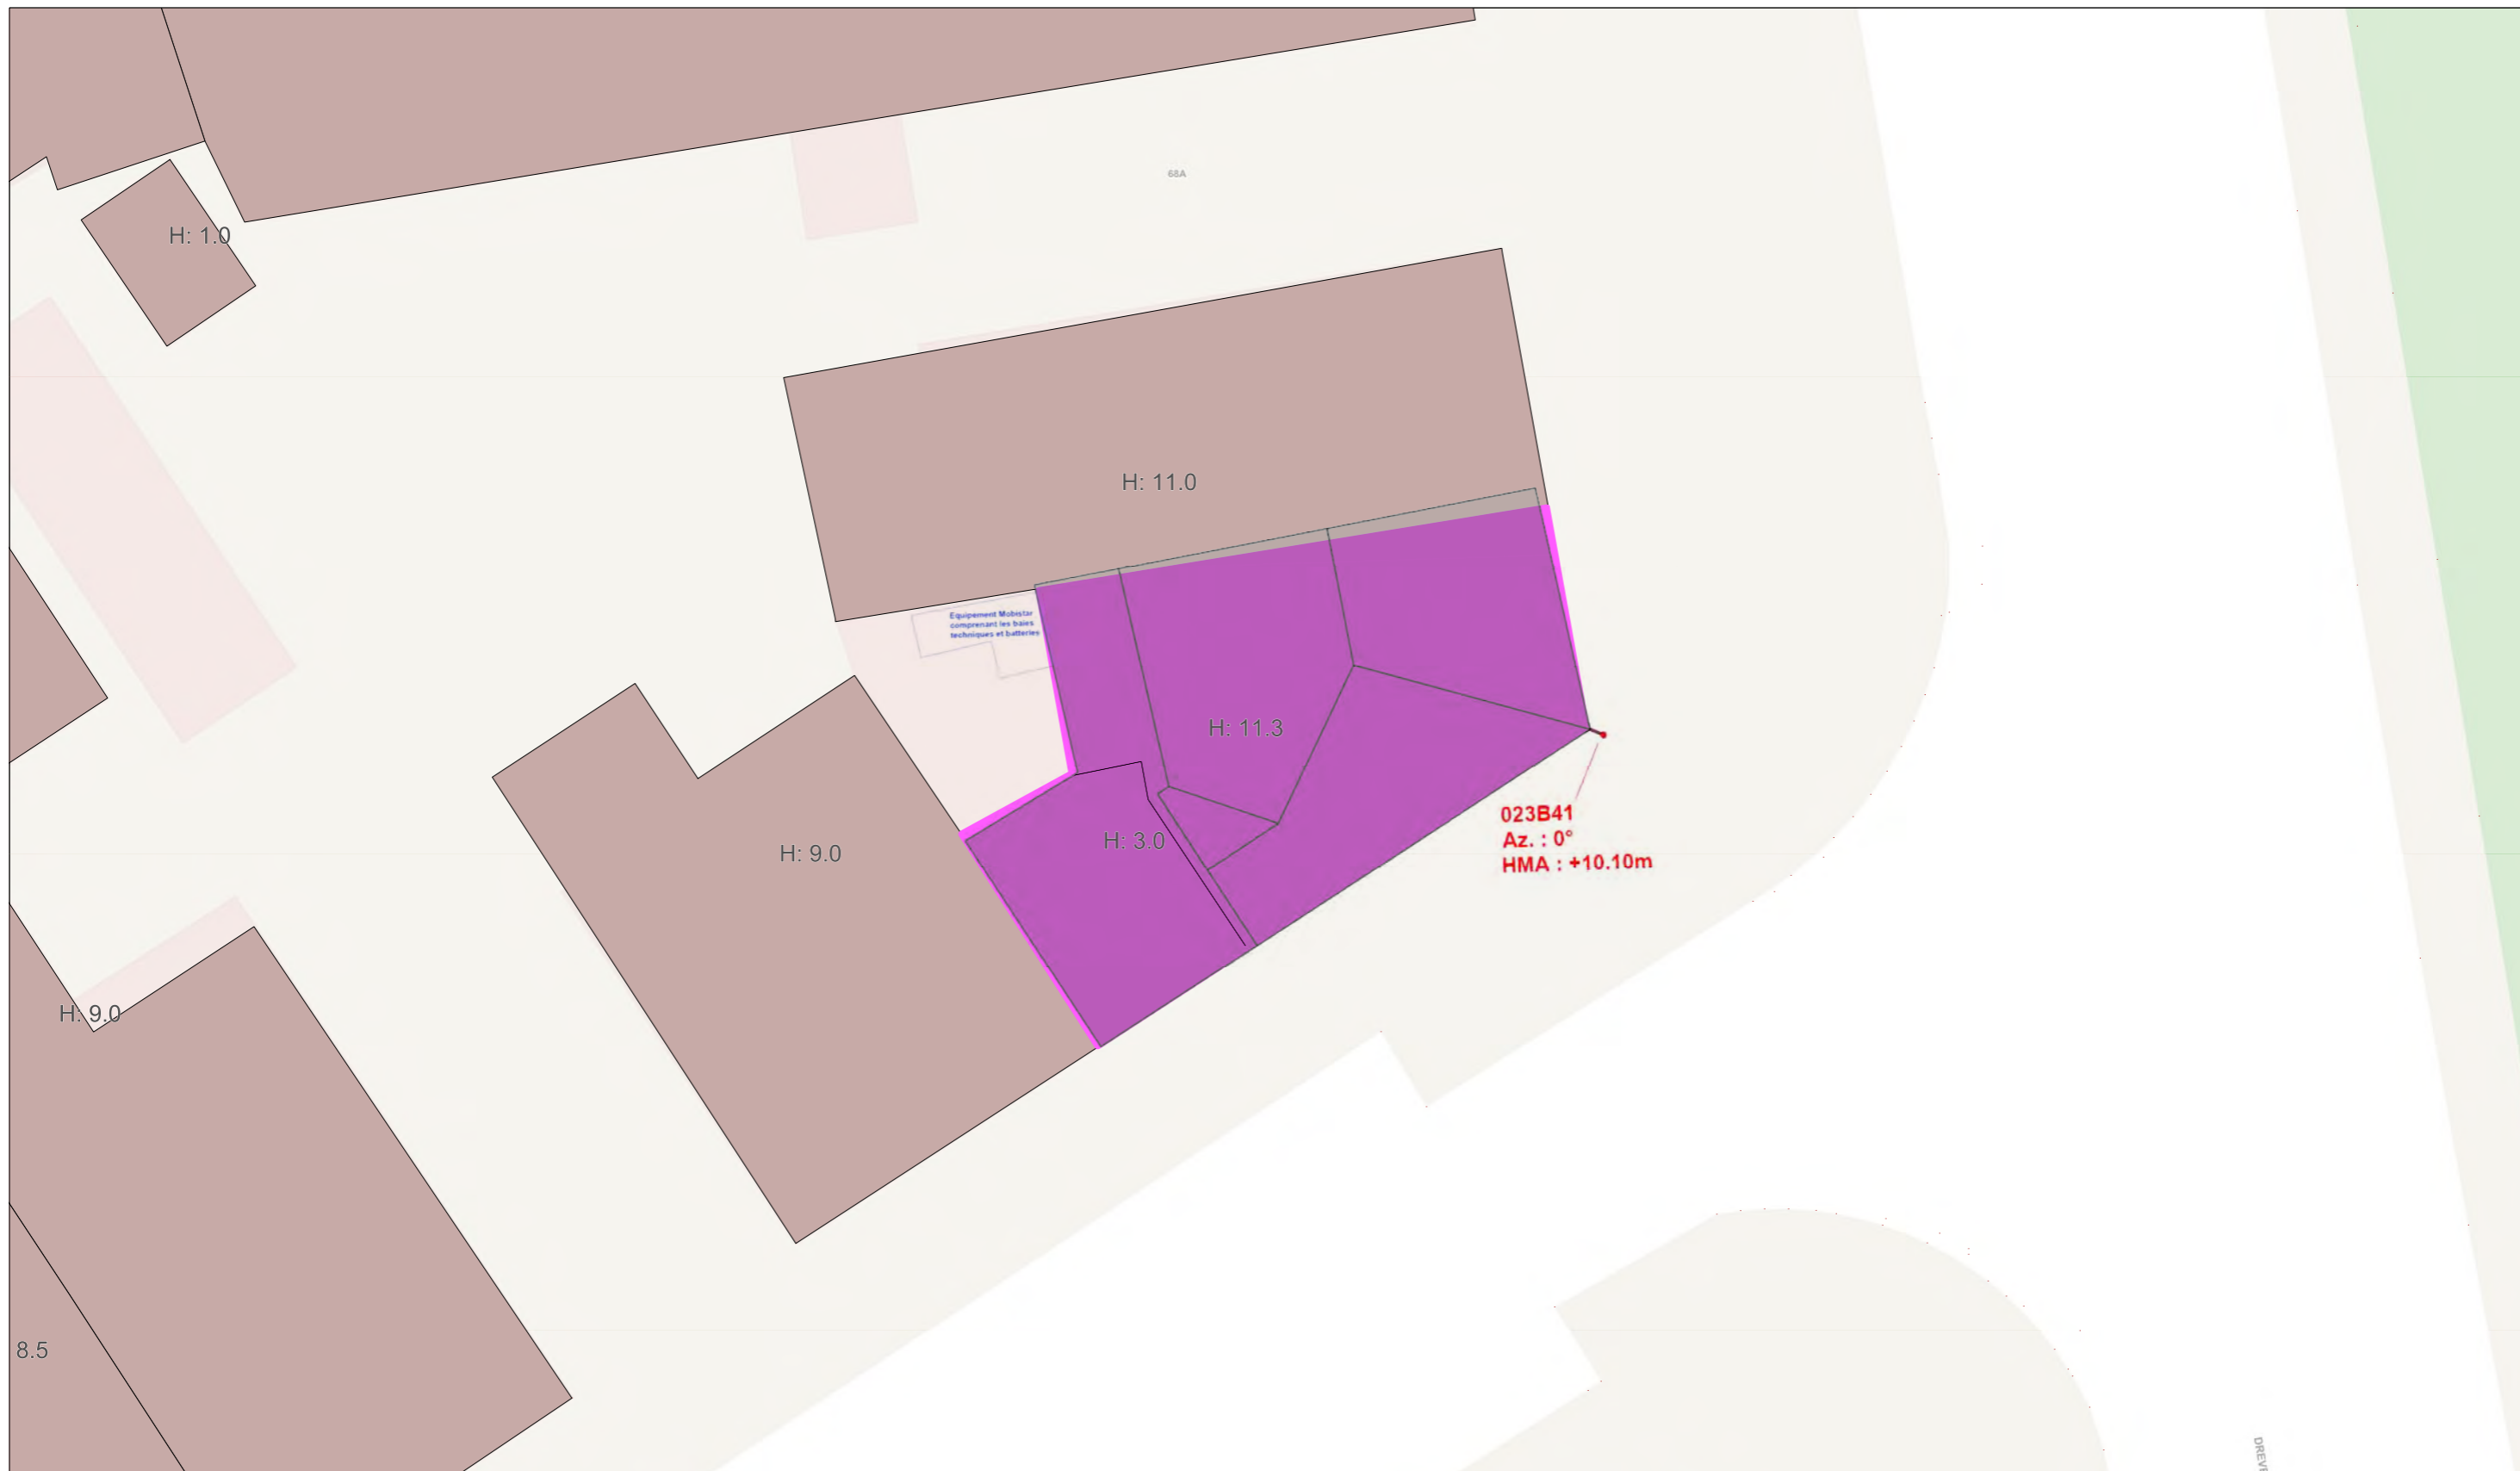 68A
H: 1.0
H: 11.0
Equipement Mobistar
comprenant les baies
techniques et batteries
H: 11.3
023B41
Az. : 0°
HMA : +10.10m
H: 3.0
H: 9.0
H: 9.0
8.5